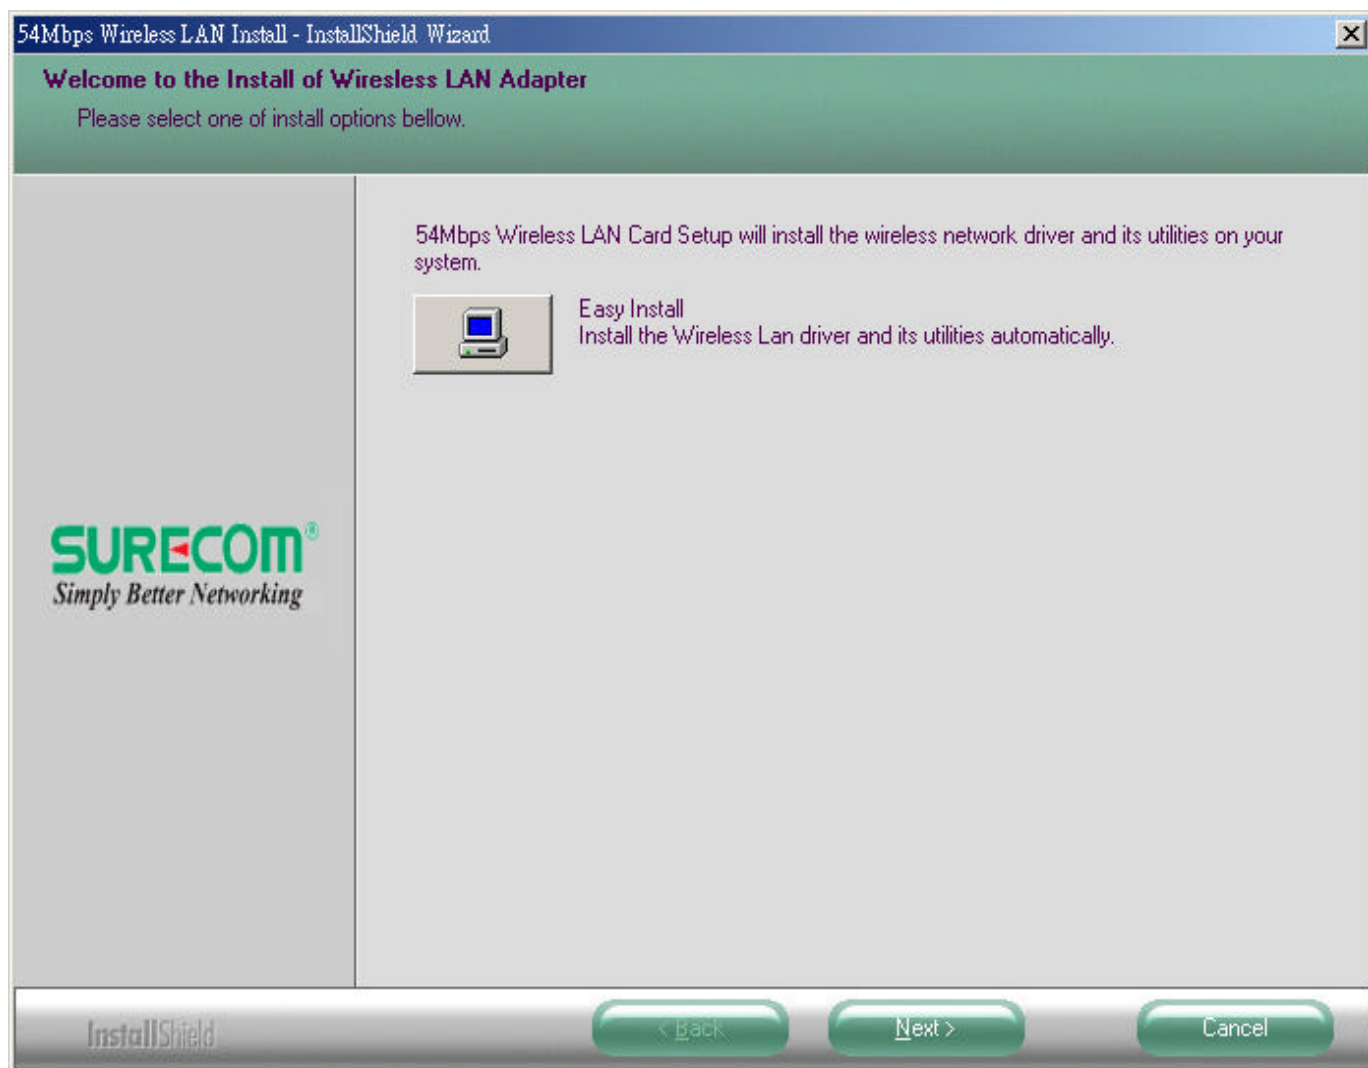 54Mbps Wireless LAN Install - InstallShield Wizard
Welcome to the Install of Wiresless LAN Adapter
Please select one of install options bellow.
54Mbps Wireless LAN Card Setup will install the wireless network driver and its utilities on your
system.
Easy Install
Install the Wireless Lan driver and its utilities automatically.
SURECOM®
Simply Better Networking
InstallShield
< Back
Next >
Cancel